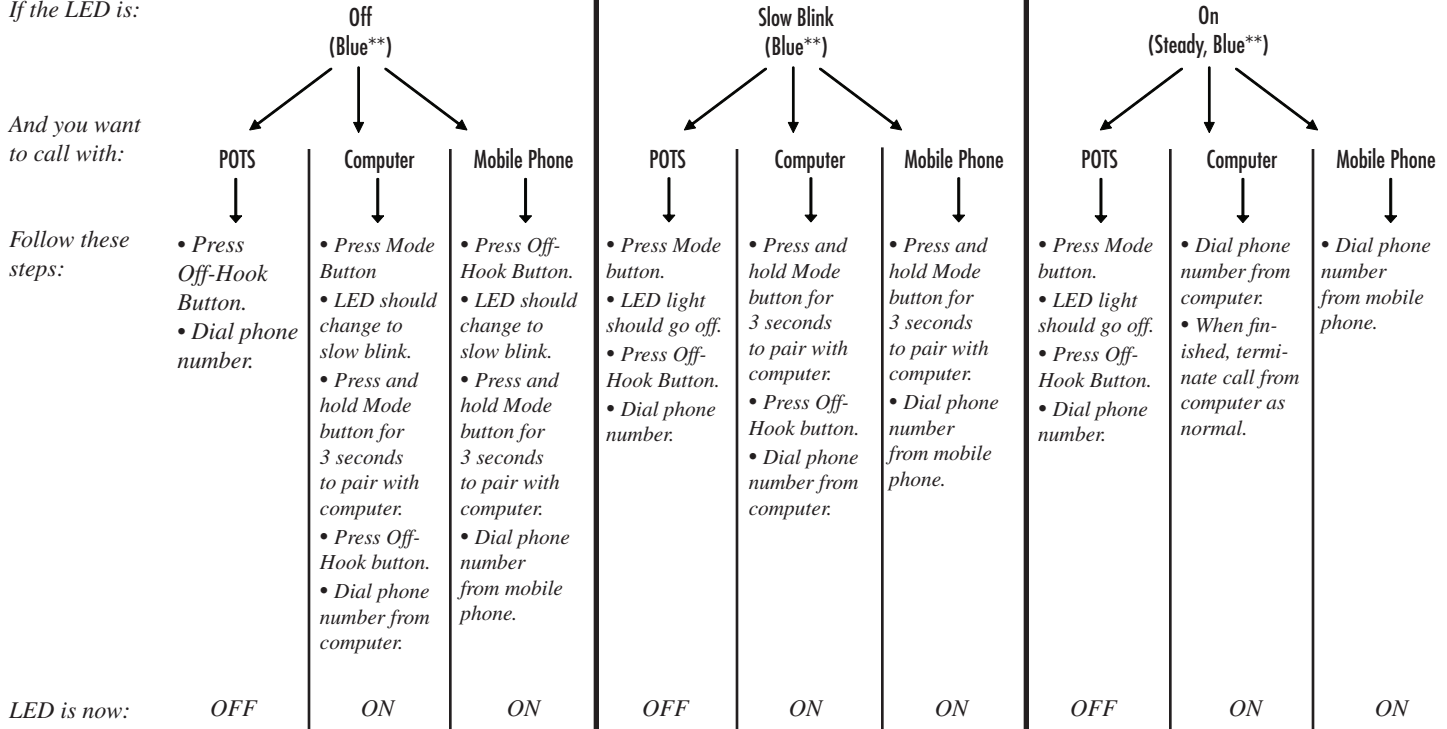 If the LED is:
Off
(Blue**)
Slow Blink
(Blue**)
On
(Steady, Blue**)
And you want
to call with:
POTS
Computer
Mobile Phone
POTS
Computer
Mobile Phone
POTS
Computer
Mobile Phone
Follow these
steps:
• Press
Off-Hook
Button.
• Dial phone
number.
• Press Mode
Button
• LED should
change to
slow blink.
• Press and
hold Mode
button for
3 seconds
to pair with
computer.
• Press Off-
Hook button.
• Dial phone
number from
computer.
• Press Off-
Hook Button.
• LED should
change to
slow blink.
• Press and
hold Mode
button for
3 seconds
to pair with
computer.
• Dial phone
number
from mobile
phone.
• Press Mode
button.
• LED light
should go off.
• Press Off-
Hook Button.
• Dial phone
number.
• Press and
hold Mode
button for
3 seconds
to pair with
computer.
• Press Off-
Hook button.
• Dial phone
number from
computer.
• Press and
hold Mode
button for
3 seconds
to pair with
computer.
• Dial phone
number
from mobile
phone.
• Press Mode
button.
• LED light
should go off.
• Press Off-
Hook Button.
• Dial phone
number.
• Dial phone
number from
computer.
• When fin-
ished, termi-
nate call from
computer as
normal.
• Dial phone
number
from mobile
phone.
LED is now:
OFF
ON
ON
OFF
ON
ON
OFF
ON
ON